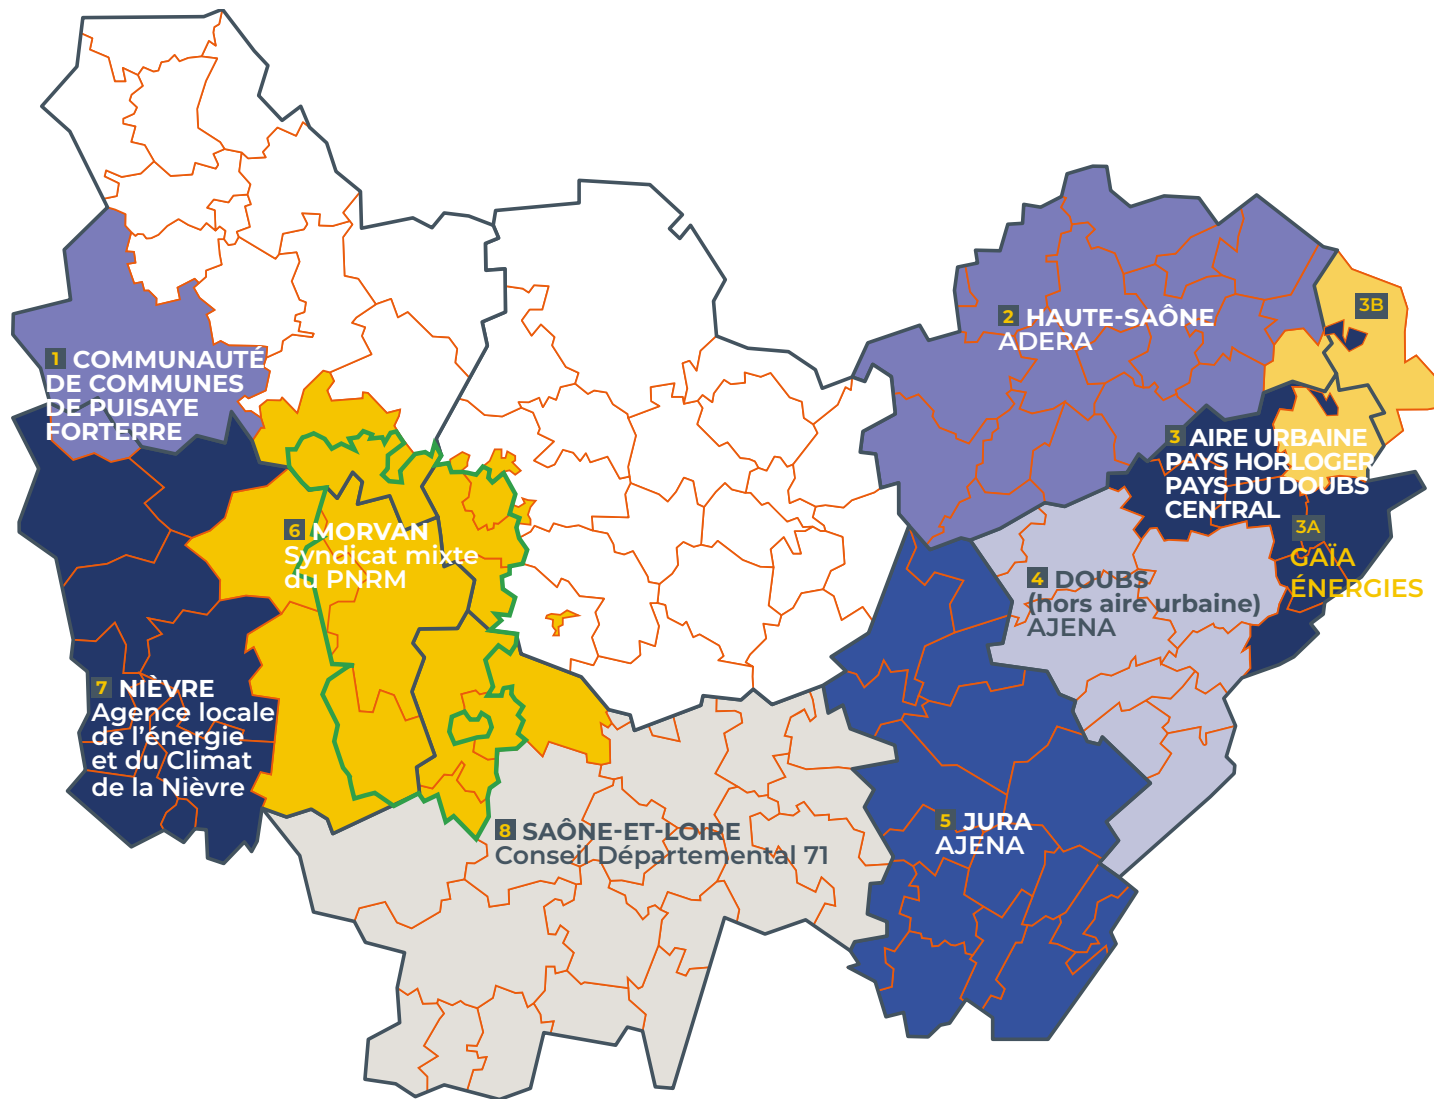 1 COMMUNAUTÉ
DE COMMUNES
DE PUISAYE
FORTERRE
2 HAUTE-SAÔNE
ADERA
3B
3 AIRE URBAINE
PAYS HORLOGER
PAYS DU DOUBS
CENTRAL
3A
GAÏA
ÉNERGIES
4 DOUBS
(hors aire urbaine)
AJENA
6 MORVAN
Syndicat mixte
du PNRM
7 NIÈVRE
Agence locale
de l'énergie
et du Climat
de la Nièvre
8 SAÔNE-ET-LOIRE
Conseil Départemental 71
5 JURA
AJENA